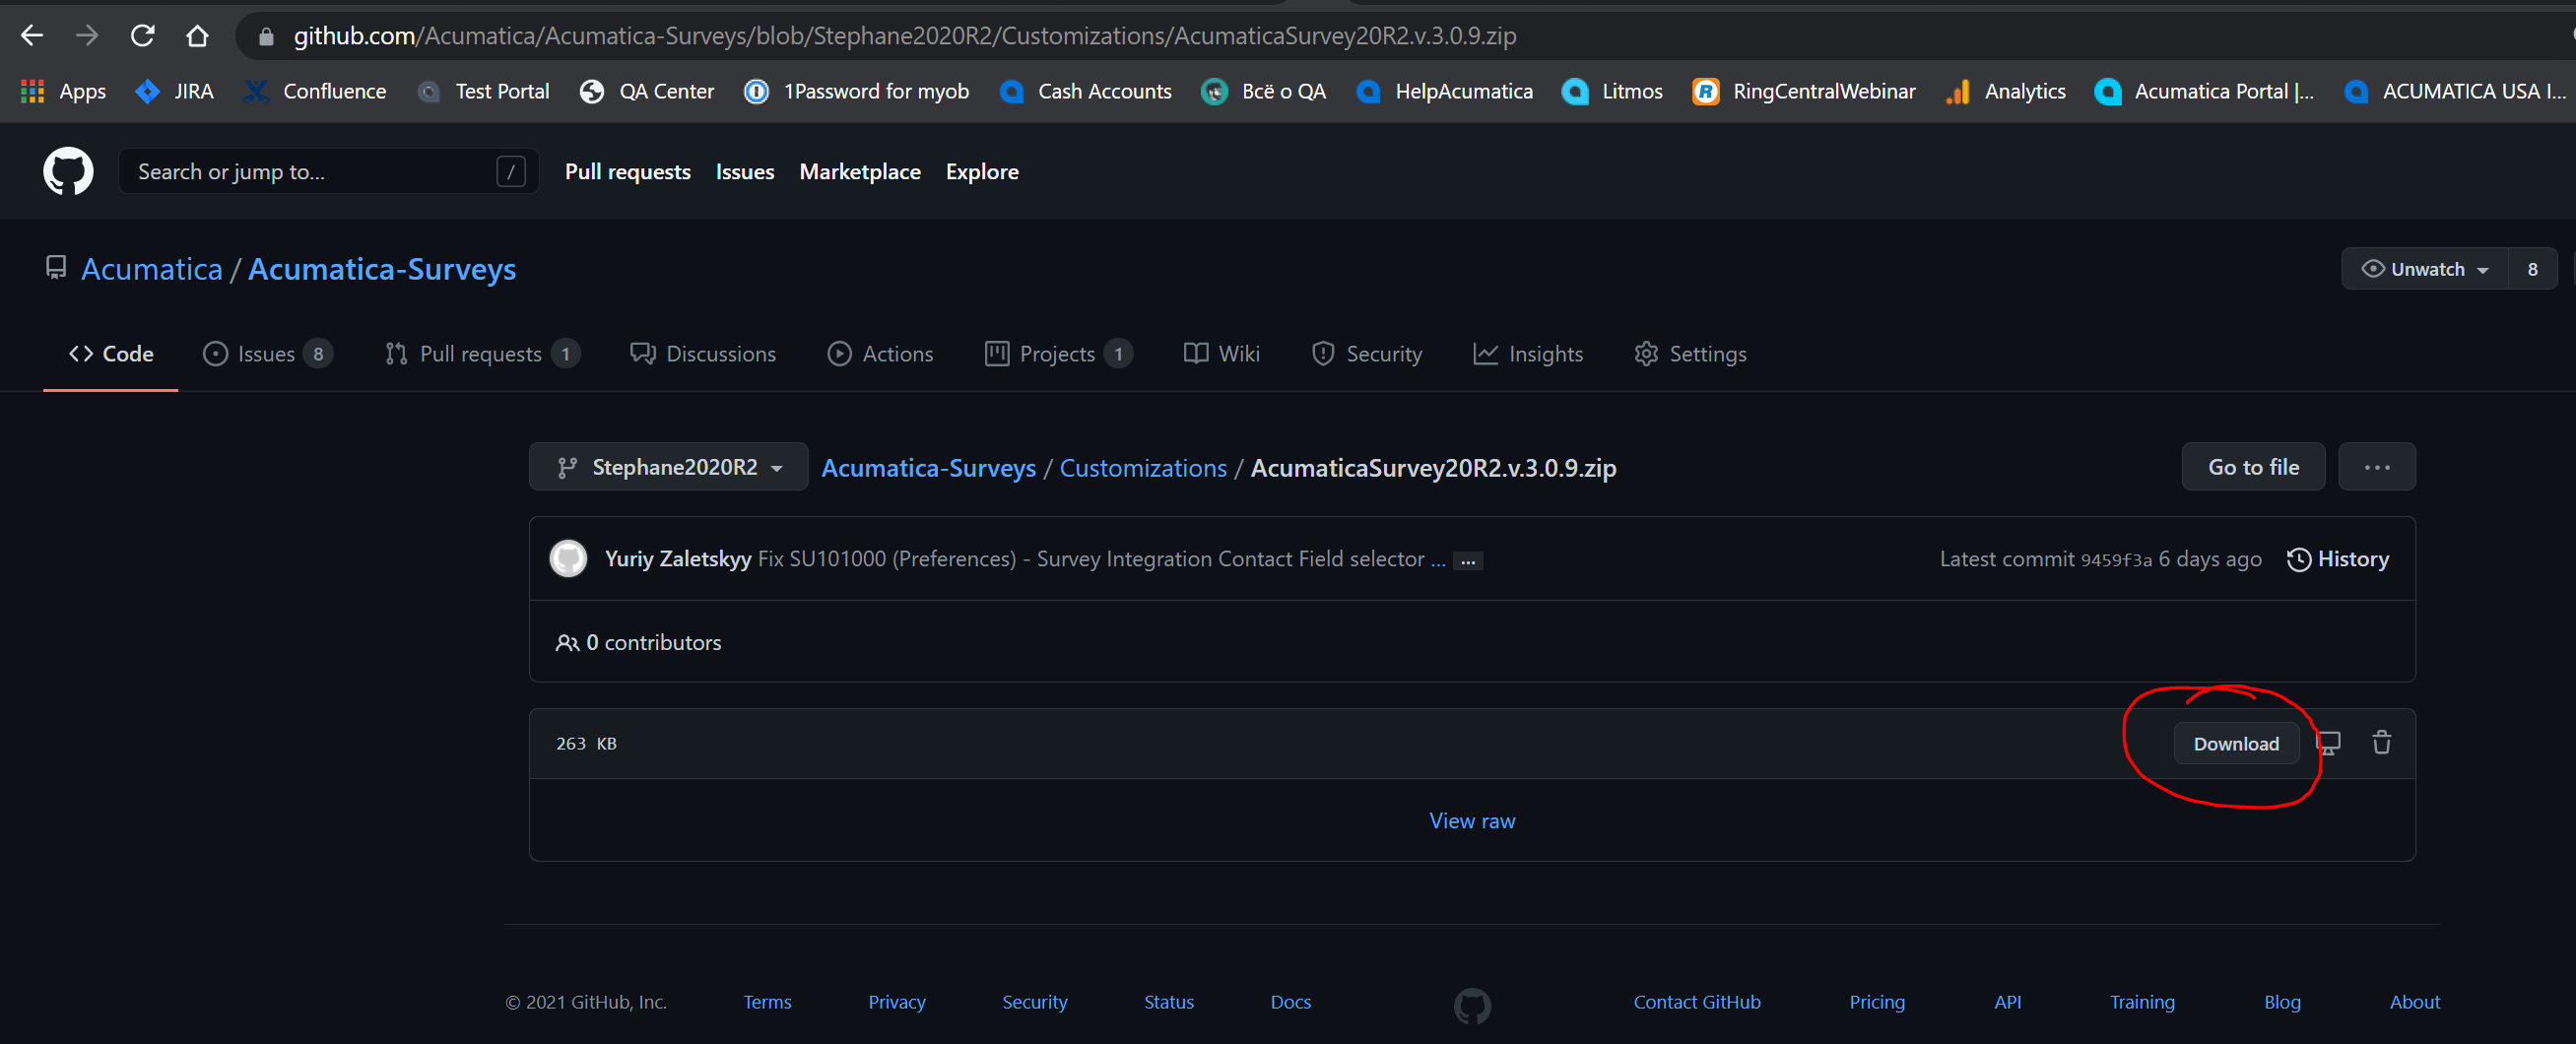 github.com/Acumatica/Acumatica-Surveys/blob/Stephane2020R2/Customizations/AcumaticaSurvey20R2.v.3.0.9.zip
Apps JIRA Confluence Test Portal QA Center 1Password for myob Cash Accounts Всё о QA HelpAcumatica Litmos RingCentralWebinar Analytics Acumatica Portal |... ACUMATICA USA I...
Search or jump to... / Pull requests Issues Marketplace Explore
Acumatica / Acumatica-Surveys Unwatch 8
Code Issues 8 Pull requests 1 Discussions Actions Projects 1 Wiki Security Insights Settings
Stephane2020R2 Acumatica-Surveys / Customizations / AcumaticaSurvey20R2.v.3.0.9.zip Go to file ...
Yuriy Zaletskyy Fix SU101000 (Preferences) - Survey Integration Contact Field selector ... ... Latest commit 9459f3a 6 days ago History
0 contributors
263 KB Download
View raw
© 2021 GitHub, Inc. Terms Privacy Security Status Docs Contact GitHub Pricing API Training Blog About